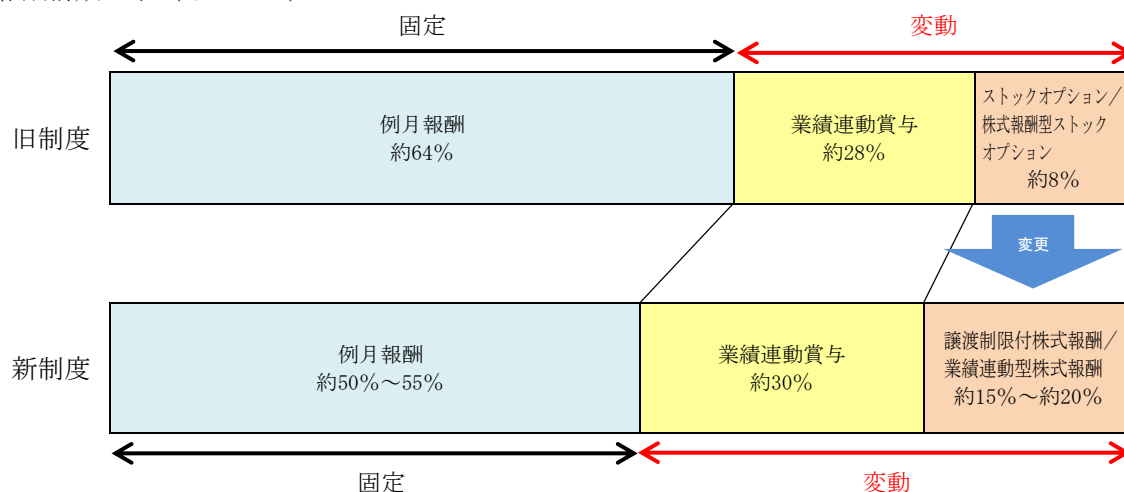 固定
変動
旧制度
例月報酬
約64%
業績連動賞与
約28%
ストックオプション／
株式報酬型ストック
オプション
約8%
変更
新制度
例月報酬
約50%～55%
業績連動賞与
約30%
譲渡制限付株式報酬／
業績連動型株式報酬
約15%～約20%
固定
変動